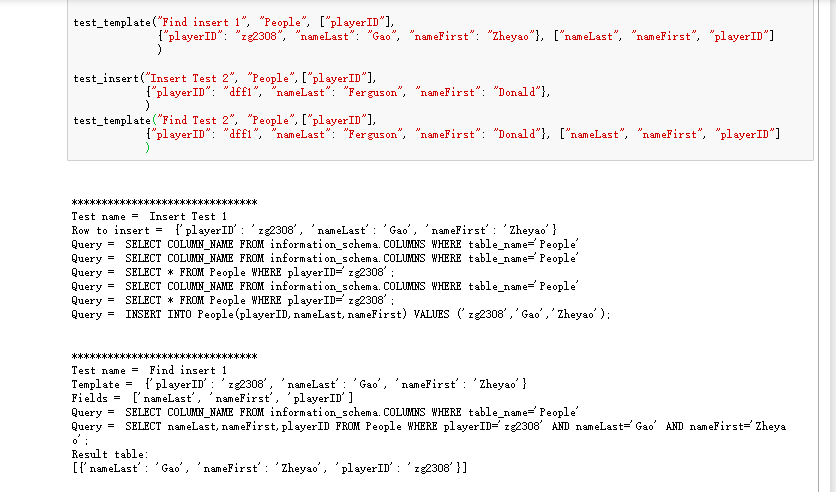 test_template("Find insert 1", "People", ["playerID"],
{"playerID": "zg2308", "nameLast": "Gao", "nameFirst": "Zheyao"}, ["nameLast", "nameFirst", "playerID"]
)
test_insert("Insert Test 2", "People",["playerID"],
{"playerID": "dff1", "nameLast": "Ferguson", "nameFirst": "Donald"},
)
test_template("Find Test 2", "People",["playerID"],
{"playerID": "dff1", "nameLast": "Ferguson", "nameFirst": "Donald"}, ["nameLast", "nameFirst", "playerID"]
)
*******************************
Test name =  Insert Test 1
Row to insert =  {'playerID': 'zg2308', 'nameLast': 'Gao', 'nameFirst': 'Zheyao'}
Query =  SELECT COLUMN_NAME FROM information_schema.COLUMNS WHERE table_name='People'
Query =  SELECT COLUMN_NAME FROM information_schema.COLUMNS WHERE table_name='People'
Query =  SELECT * FROM People WHERE playerID='zg2308';
Query =  SELECT COLUMN_NAME FROM information_schema.COLUMNS WHERE table_name='People'
Query =  SELECT * FROM People WHERE playerID='zg2308';
Query =  INSERT INTO People(playerID,nameLast,nameFirst) VALUES ('zg2308','Gao','Zheyao');
*******************************
Test name =  Find insert 1
Template =  {'playerID': 'zg2308', 'nameLast': 'Gao', 'nameFirst': 'Zheyao'}
Fields =  ['nameLast', 'nameFirst', 'playerID']
Query =  SELECT COLUMN_NAME FROM information_schema.COLUMNS WHERE table_name='People'
Query =  SELECT nameLast,nameFirst,playerID FROM People WHERE playerID='zg2308' AND nameLast='Gao' AND nameFirst='Zheya
o';
Result table:
[{'nameLast': 'Gao', 'nameFirst': 'Zheyao', 'playerID': 'zg2308'}]